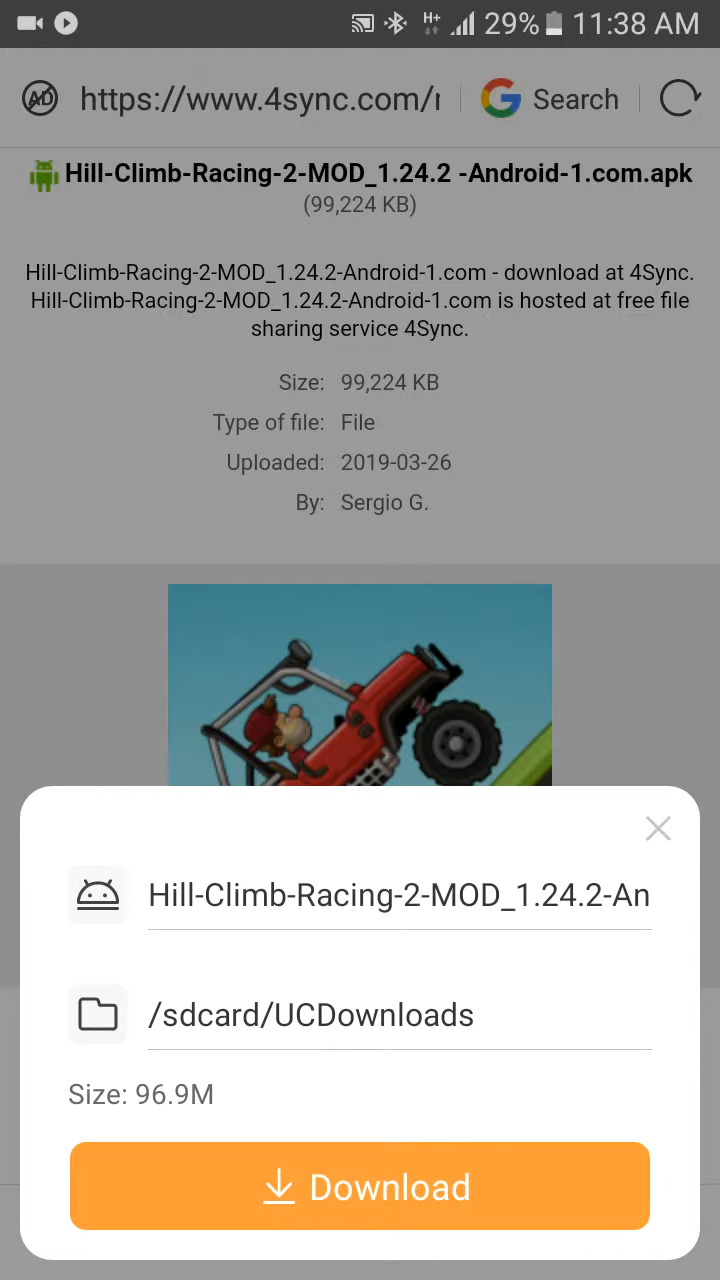 H+ 29% 11:38 AM
AD https://www.4sync.com/r Search
Hill-Climb-Racing-2-MOD_1.24.2 -Android-1.com.apk
(99,224 KB)
Hill-Climb-Racing-2-MOD_1.24.2-Android-1.com - download at 4Sync.
Hill-Climb-Racing-2-MOD_1.24.2-Android-1.com is hosted at free file
sharing service 4Sync.
Size: 99,224 KB
Type of file: File
Uploaded: 2019-03-26
By: Sergio G.
Hill-Climb-Racing-2-MOD_1.24.2-An
/sdcard/UCDownloads
Size: 96.9M
Download